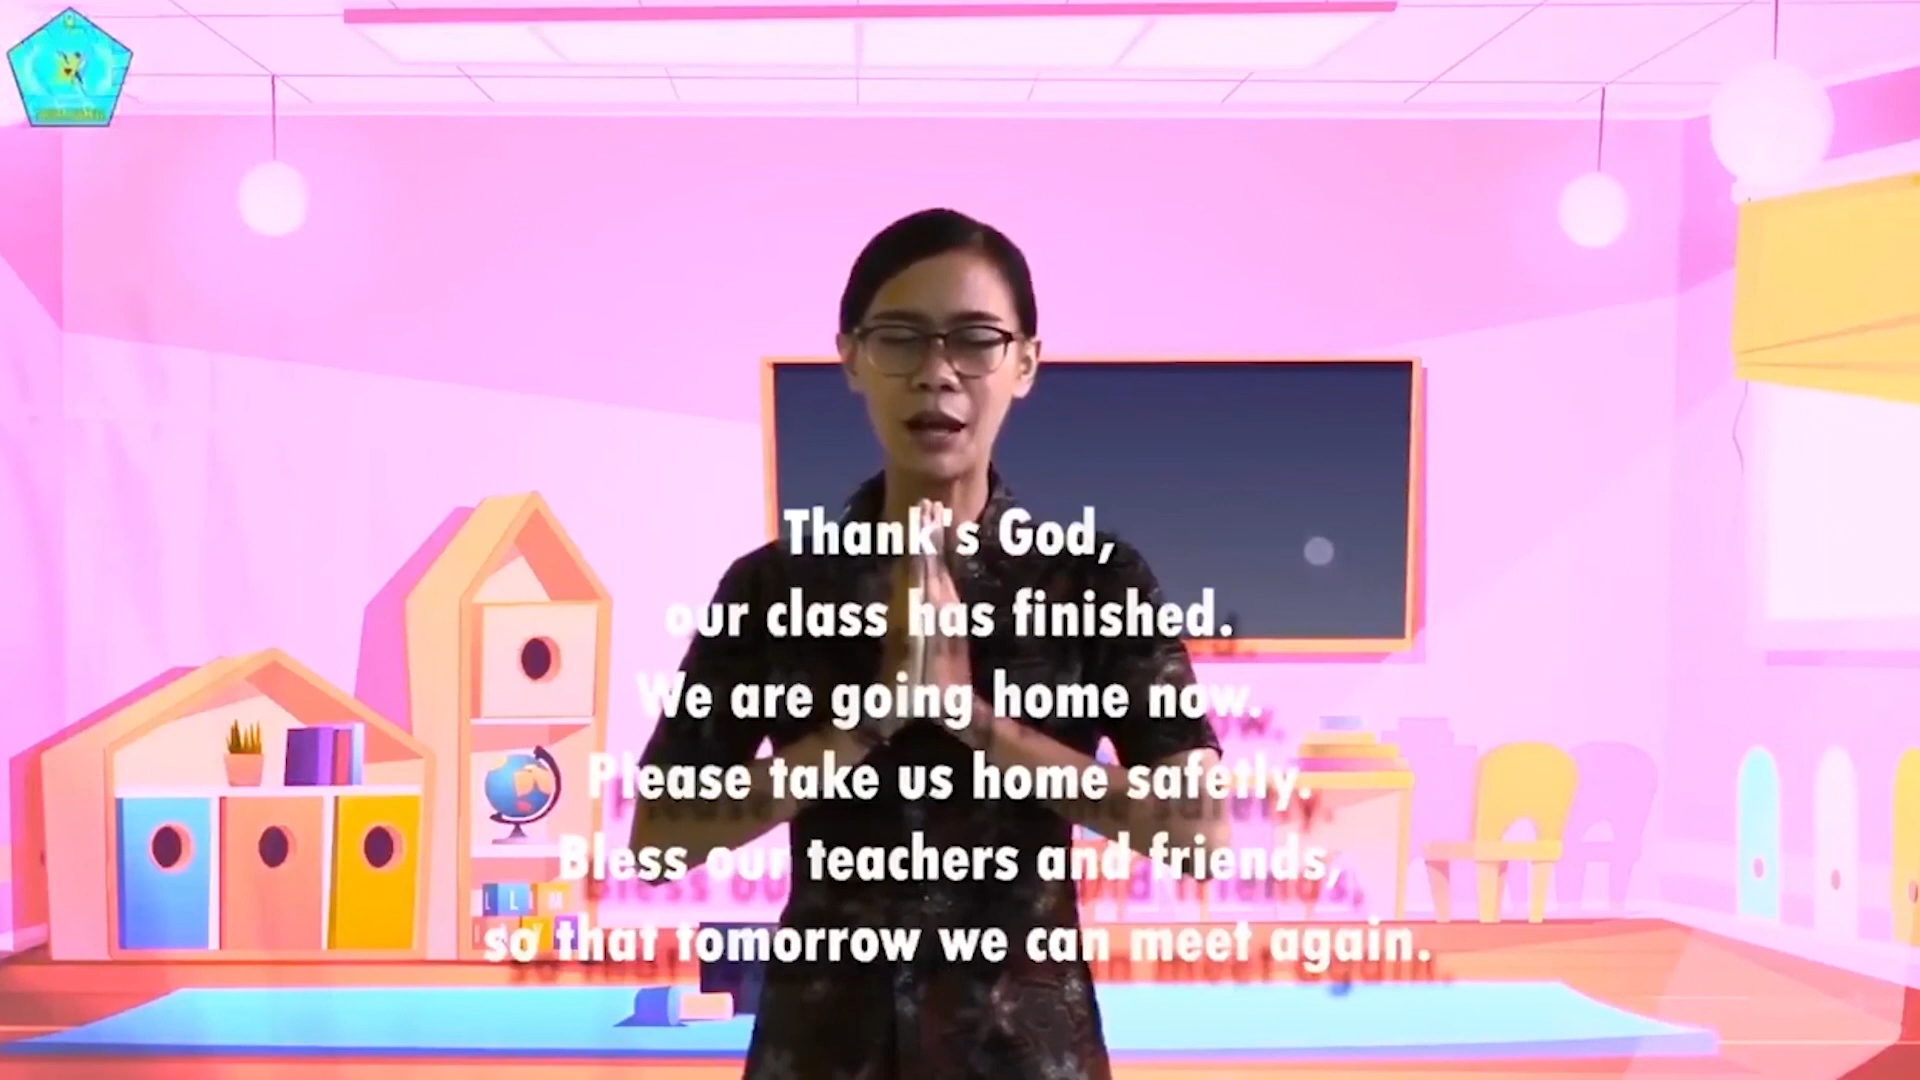 Thank's God,
our class has finished.
We are going home now.
Please take us home safetly.
Bless our teachers and friends,
so that tomorrow we can meet again.